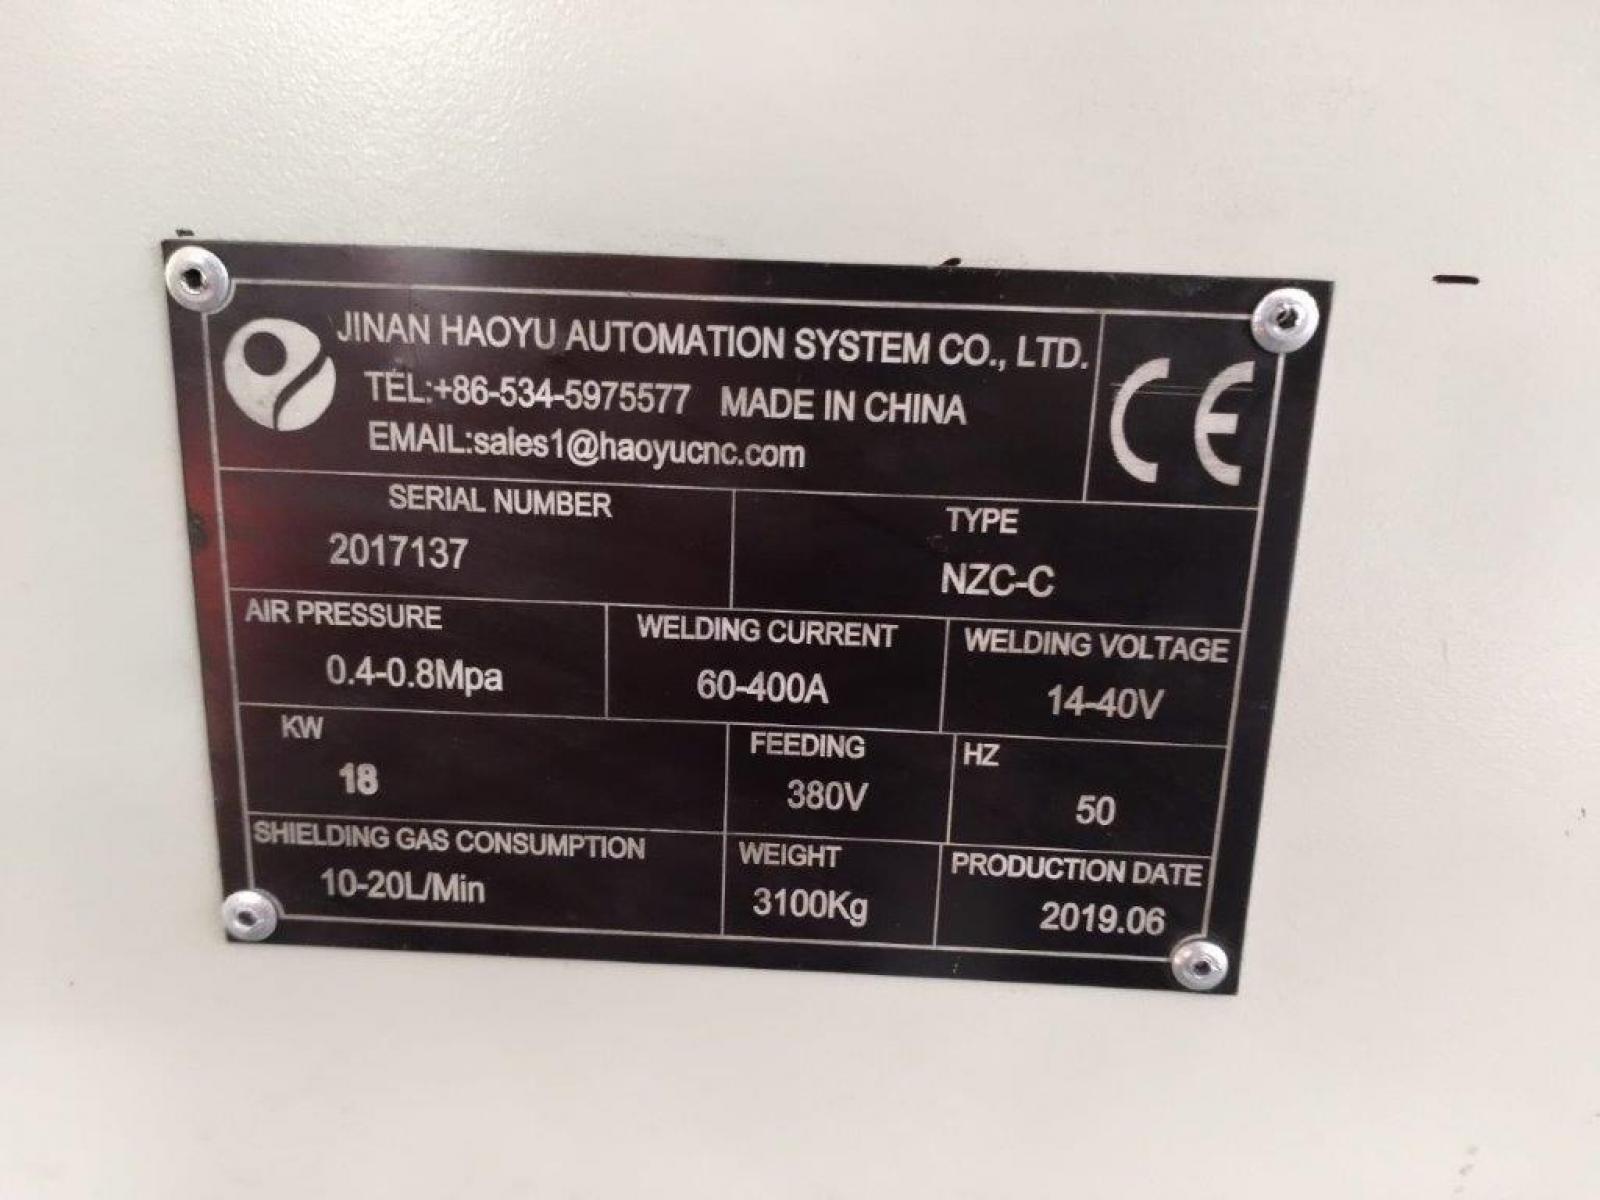 JINAN HAOYU AUTOMATION SYSTEM CO., LTD.
TEL:+86-534-5975577 MADE IN CHINA
EMAIL:sales1@haoyucnc.com
CE
SERIAL NUMBER
2017137
TYPE
NZC-C
AIR PRESSURE
0.4-0.8Mpa
WELDING CURRENT
60-400A
WELDING VOLTAGE
14-40V
KW
18
FEEDING
380V
HZ
50
SHIELDING GAS CONSUMPTION
10-20L/Min
WEIGHT
3100Kg
PRODUCTION DATE
2019.06